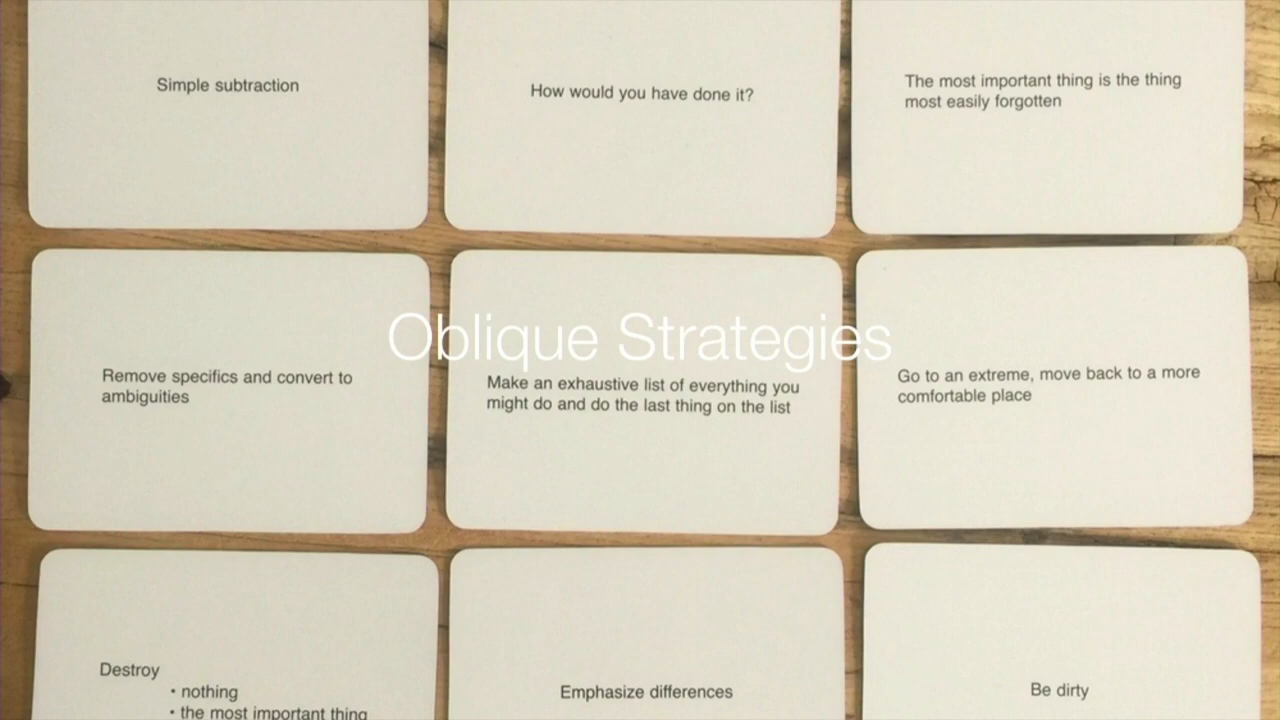 Simple subtraction
How would you have done it?
The most important thing is the thing
most easily forgotten
Oblique Strategies
Remove specifics and convert to
ambiguities
Make an exhaustive list of everything you
might do and do the last thing on the list
Go to an extreme, move back to a more
comfortable place
Destroy
• nothing
• the most important thing
Emphasize differences
Be dirty